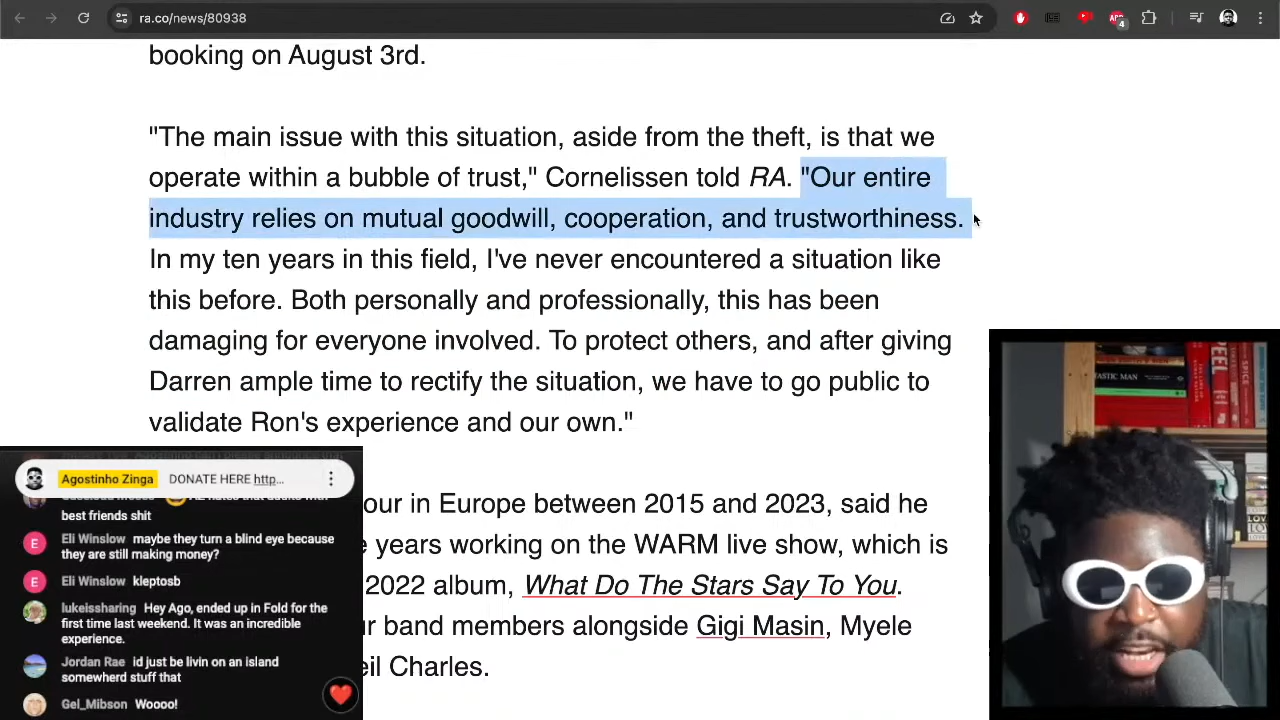 ra.co/news/80938
4
booking on August 3rd.
"The main issue with this situation, aside from the theft, is that we
operate within a bubble of trust," Cornelissen told RA. "Our entire
industry relies on mutual goodwill, cooperation, and trustworthiness.
In my ten years in this field, I've never encountered a situation like
this before. Both personally and professionally, this has been
damaging for everyone involved. To protect others, and after giving
Darren ample time to rectify the situation, we have to go public to
validate Ron's experience and our own."
our in Europe between 2015 and 2023, said he
years working on the WARM live show, which is
2022 album, What Do The Stars Say To You.
ur band members alongside Gigi Masin, Myele
eil Charles.
Agostinho Zinga DONATE HERE http...
best friends shit
E Eli Winslow maybe they turn a blind eye because
they are still making money?
E Eli Winslow kleptosb
lukeissharing Hey Ago, ended up in Fold for the
first time last weekend. It was an incredible
experience.
Jordan Rae id just be livin on an island
somewherd stuff that
Gel_Mibson Woooo!
TASTIC MAN
PEEL
SPICE